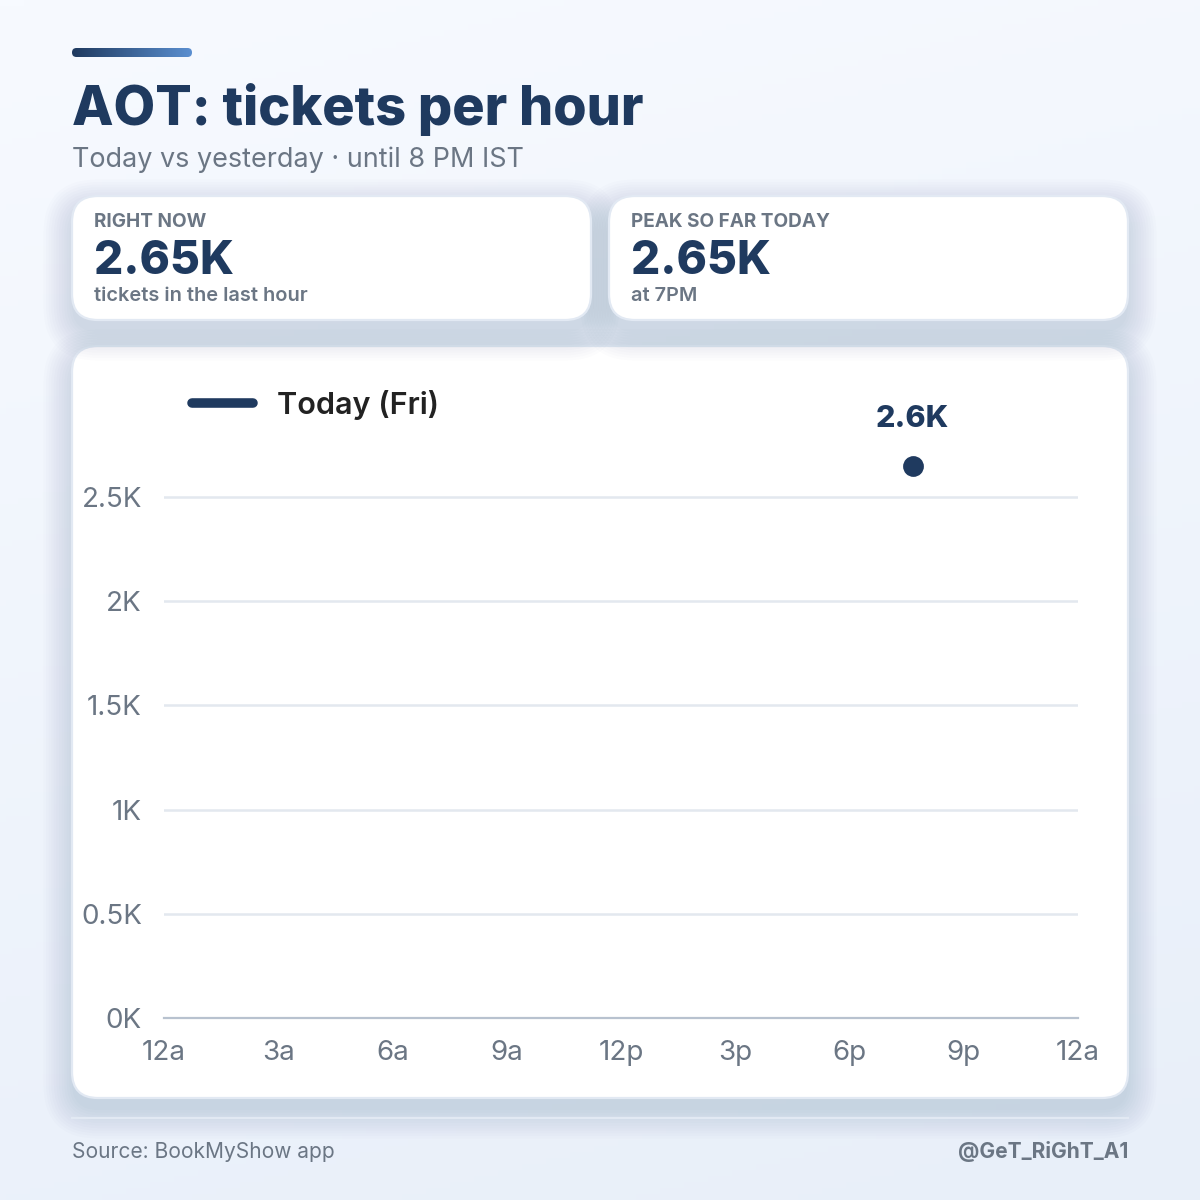 AOT: tickets per hour
Today vs yesterday · until 8 PM IST
RIGHT NOW
2.65K
tickets in the last hour
PEAK SO FAR TODAY
2.65K
at 7PM
Today (Fri)
2.6K
2.5K
2K
1.5K
1K
0.5K
0K
12a 3a 6a 9a 12p 3p 6p 9p 12a
Source: BookMyShow app
@GeT_RiGhT_A1